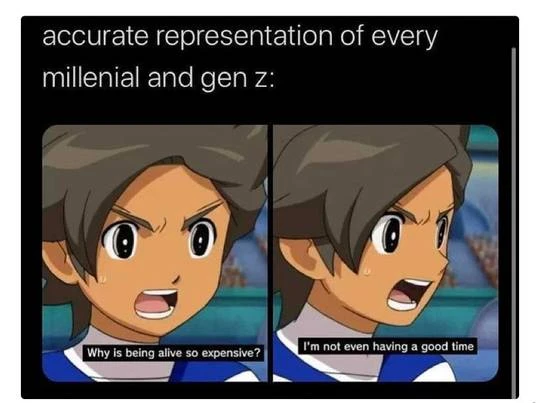 accurate representation of every
millenial and gen z:
Why is being alive so expensive?
I'm not even having a good time